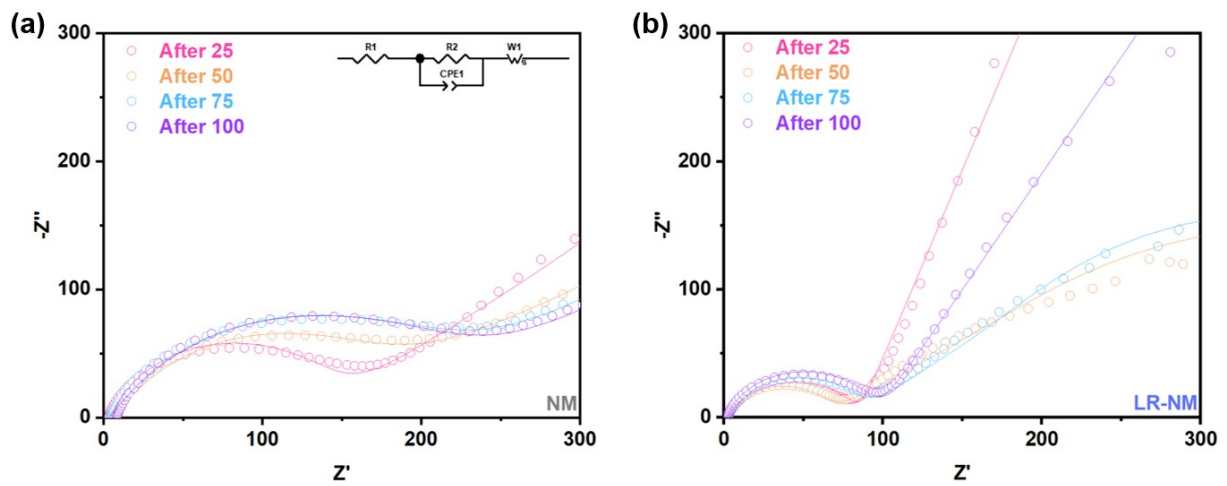 (a)
After 25
After 50
After 75
After 100
R1
R2
W1
CPE1
s
NM
300
200
100
0
-Z''
0
100
200
300
Z'
(b)
After 25
After 50
After 75
After 100
LR-NM
300
200
100
0
-Z''
0
100
200
300
Z'